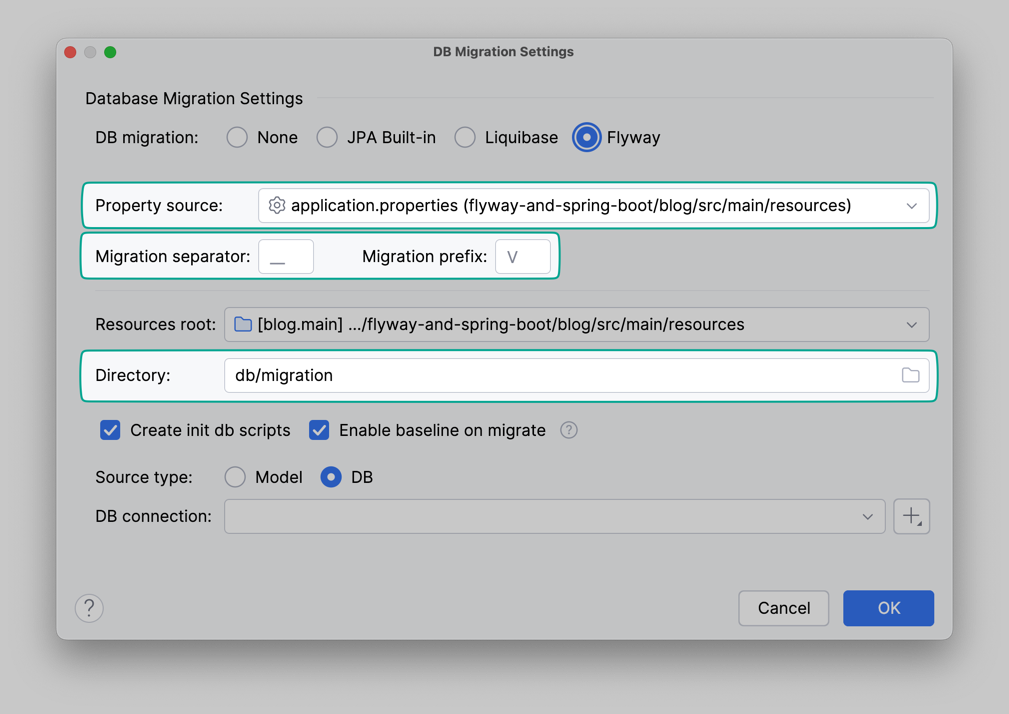 DB Migration Settings
Database Migration Settings
DB migration: None JPA Built-in Liquibase Flyway
Property source: application.properties (flyway-and-spring-boot/blog/src/main/resources)
Migration separator: __ Migration prefix: V
Resources root: [blog.main] .../flyway-and-spring-boot/blog/src/main/resources
Directory: db/migration
Create init db scripts Enable baseline on migrate ?
Source type: Model DB
DB connection:
? Cancel OK